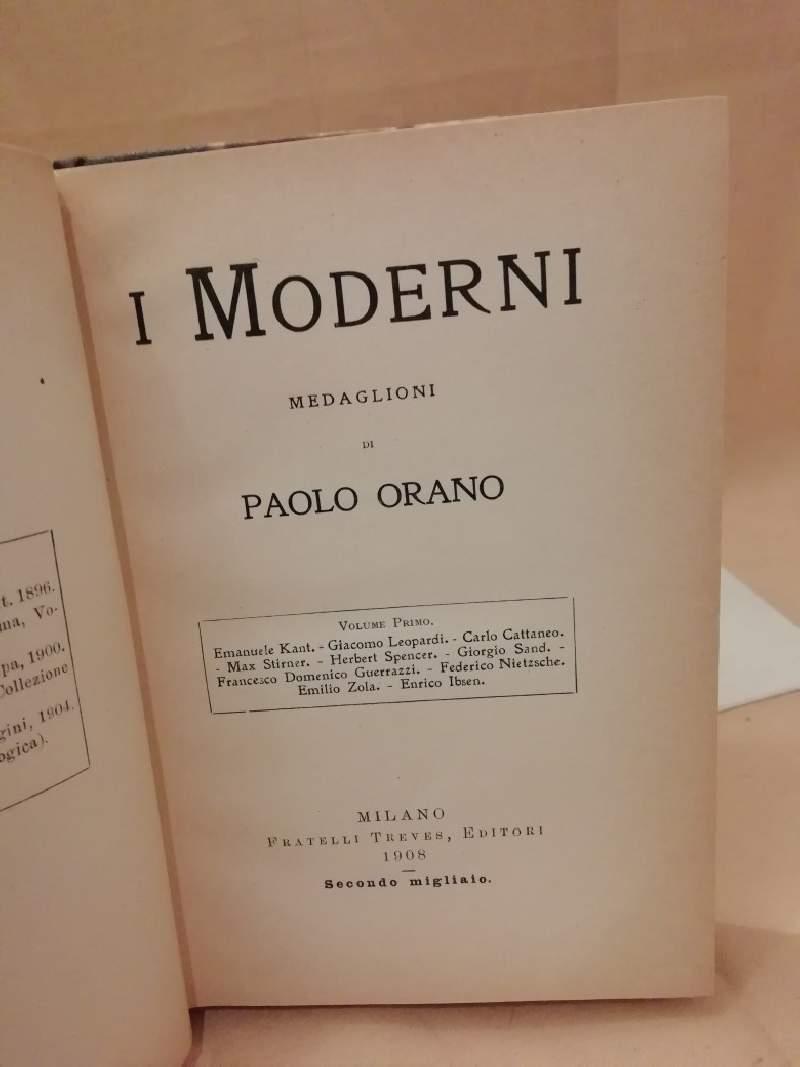 t. 1896.
na, Vo-
pa, 1900.
Collezione
gini, 1904.
ogica).
I MODERNI
MEDAGLIONI
DI
PAOLO ORANO
VOLUME PRIMO.
Emanuele Kant. - Giacomo Leopardi. - Carlo Cattaneo.
- Max Stirner. - Herbert Spencer. - Giorgio Sand. -
Francesco Domenico Guerrazzi. - Federico Nietzsche.
Emilio Zola. - Enrico Ibsen.
MILANO
FRATELLI TREVES, EDITORI
1908
Secondo migliaio.